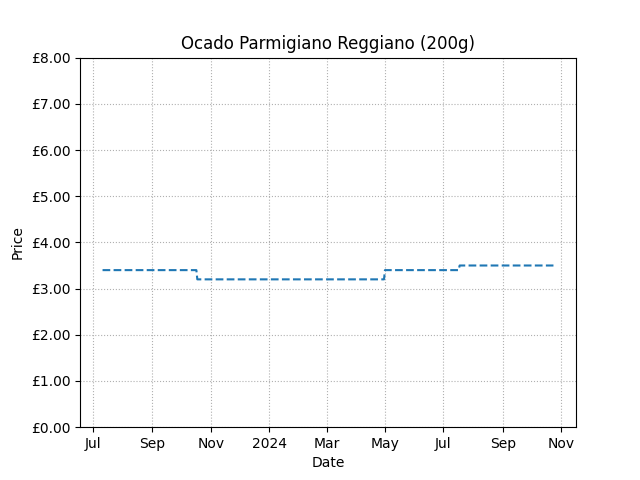 Ocado Parmigiano Reggiano (200g)
£8.00
£7.00
£6.00
£5.00
£4.00
£3.00
£2.00
£1.00
£0.00
Price
Jul Sep Nov 2024 Mar May Jul Sep Nov
Date